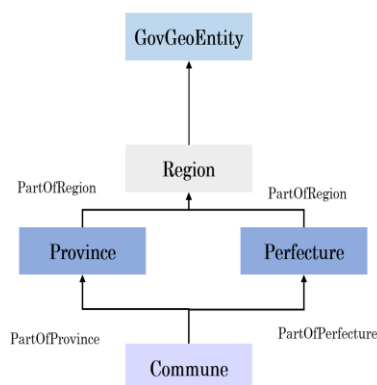 GovGeoEntity
Region
PartOfRegion
PartOfRegion
Province
Perfecture
PartOfProvince
PartOfPerfecture
Commune